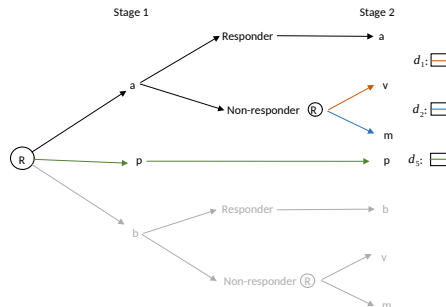 Stage 1 Stage 2
Responder a
d₁:
a v
Non-responder R d₂:
m
R p p d₅:
Responder b
b
v
Non-responder R
m